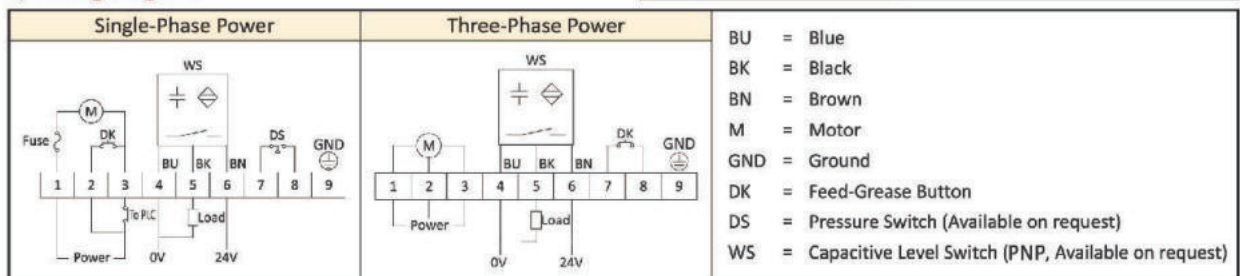 Single-Phase Power
Three-Phase Power
WS
M
Fuse
DK
DS
GND
BU BK BN
1 2 3 4 5 6 7 8 9
To PLC
Load
Power
0V
24V
WS
M
DK
GND
BU BK BN
1 2 3 4 5 6 7 8 9
Load
Power
0V
24V
BU = Blue
BK = Black
BN = Brown
M = Motor
GND = Ground
DK = Feed-Grease Button
DS = Pressure Switch (Available on request)
WS = Capacitive Level Switch (PNP, Available on request)